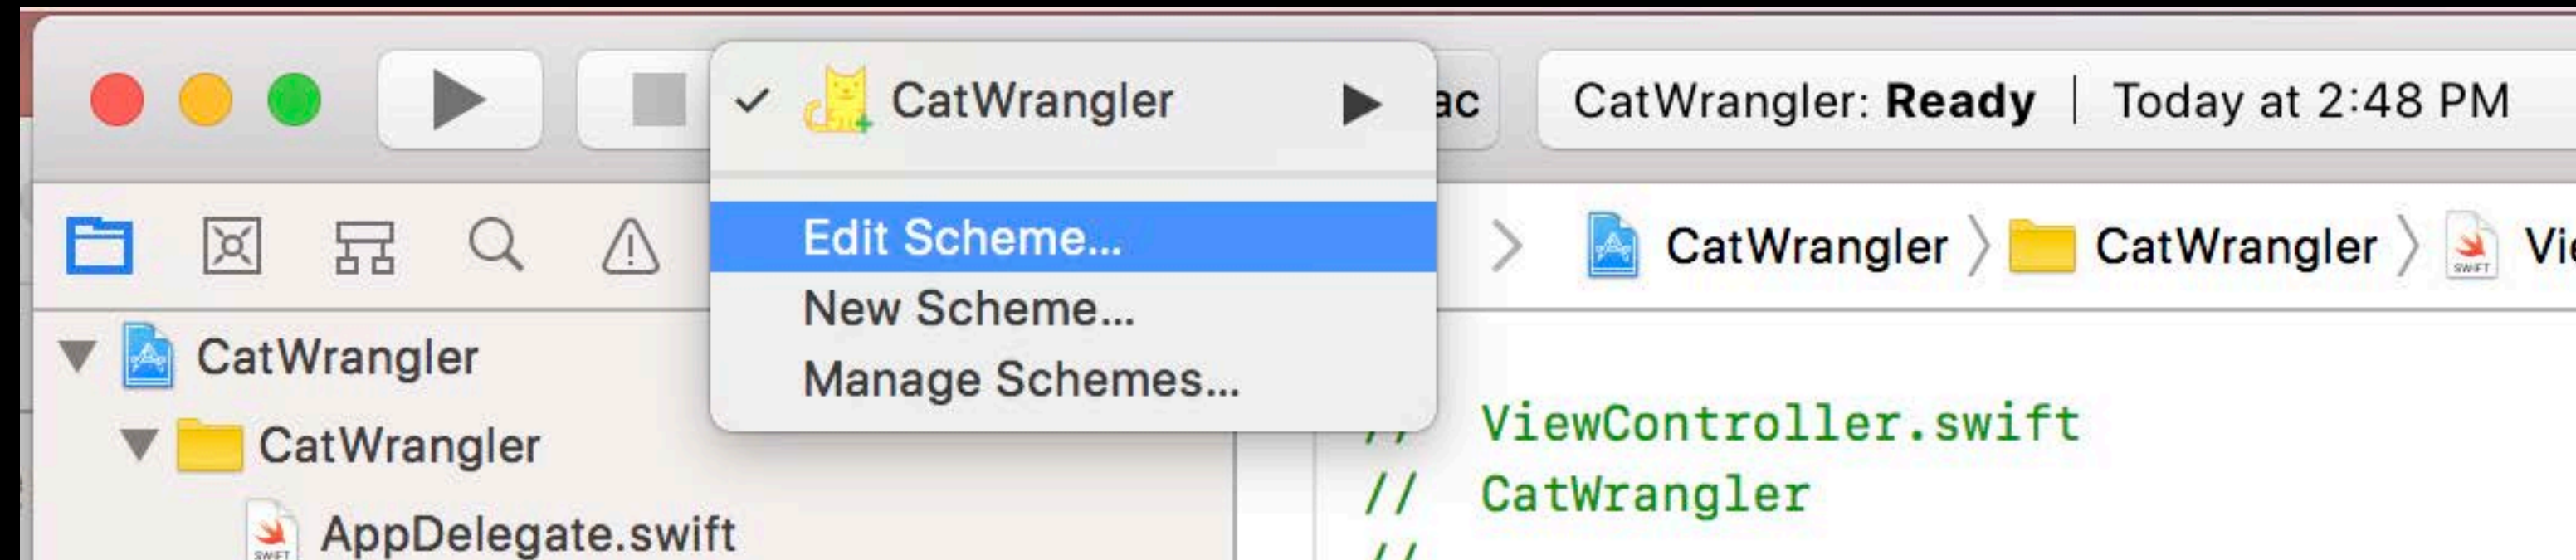 CatWrangler
ac
CatWrangler: Ready | Today at 2:48 PM
Edit Scheme...
New Scheme...
Manage Schemes...
CatWrangler 〉 CatWrangler 〉 Vi
CatWrangler
CatWrangler
AppDelegate.swift
// ViewController.swift
// CatWrangler
//